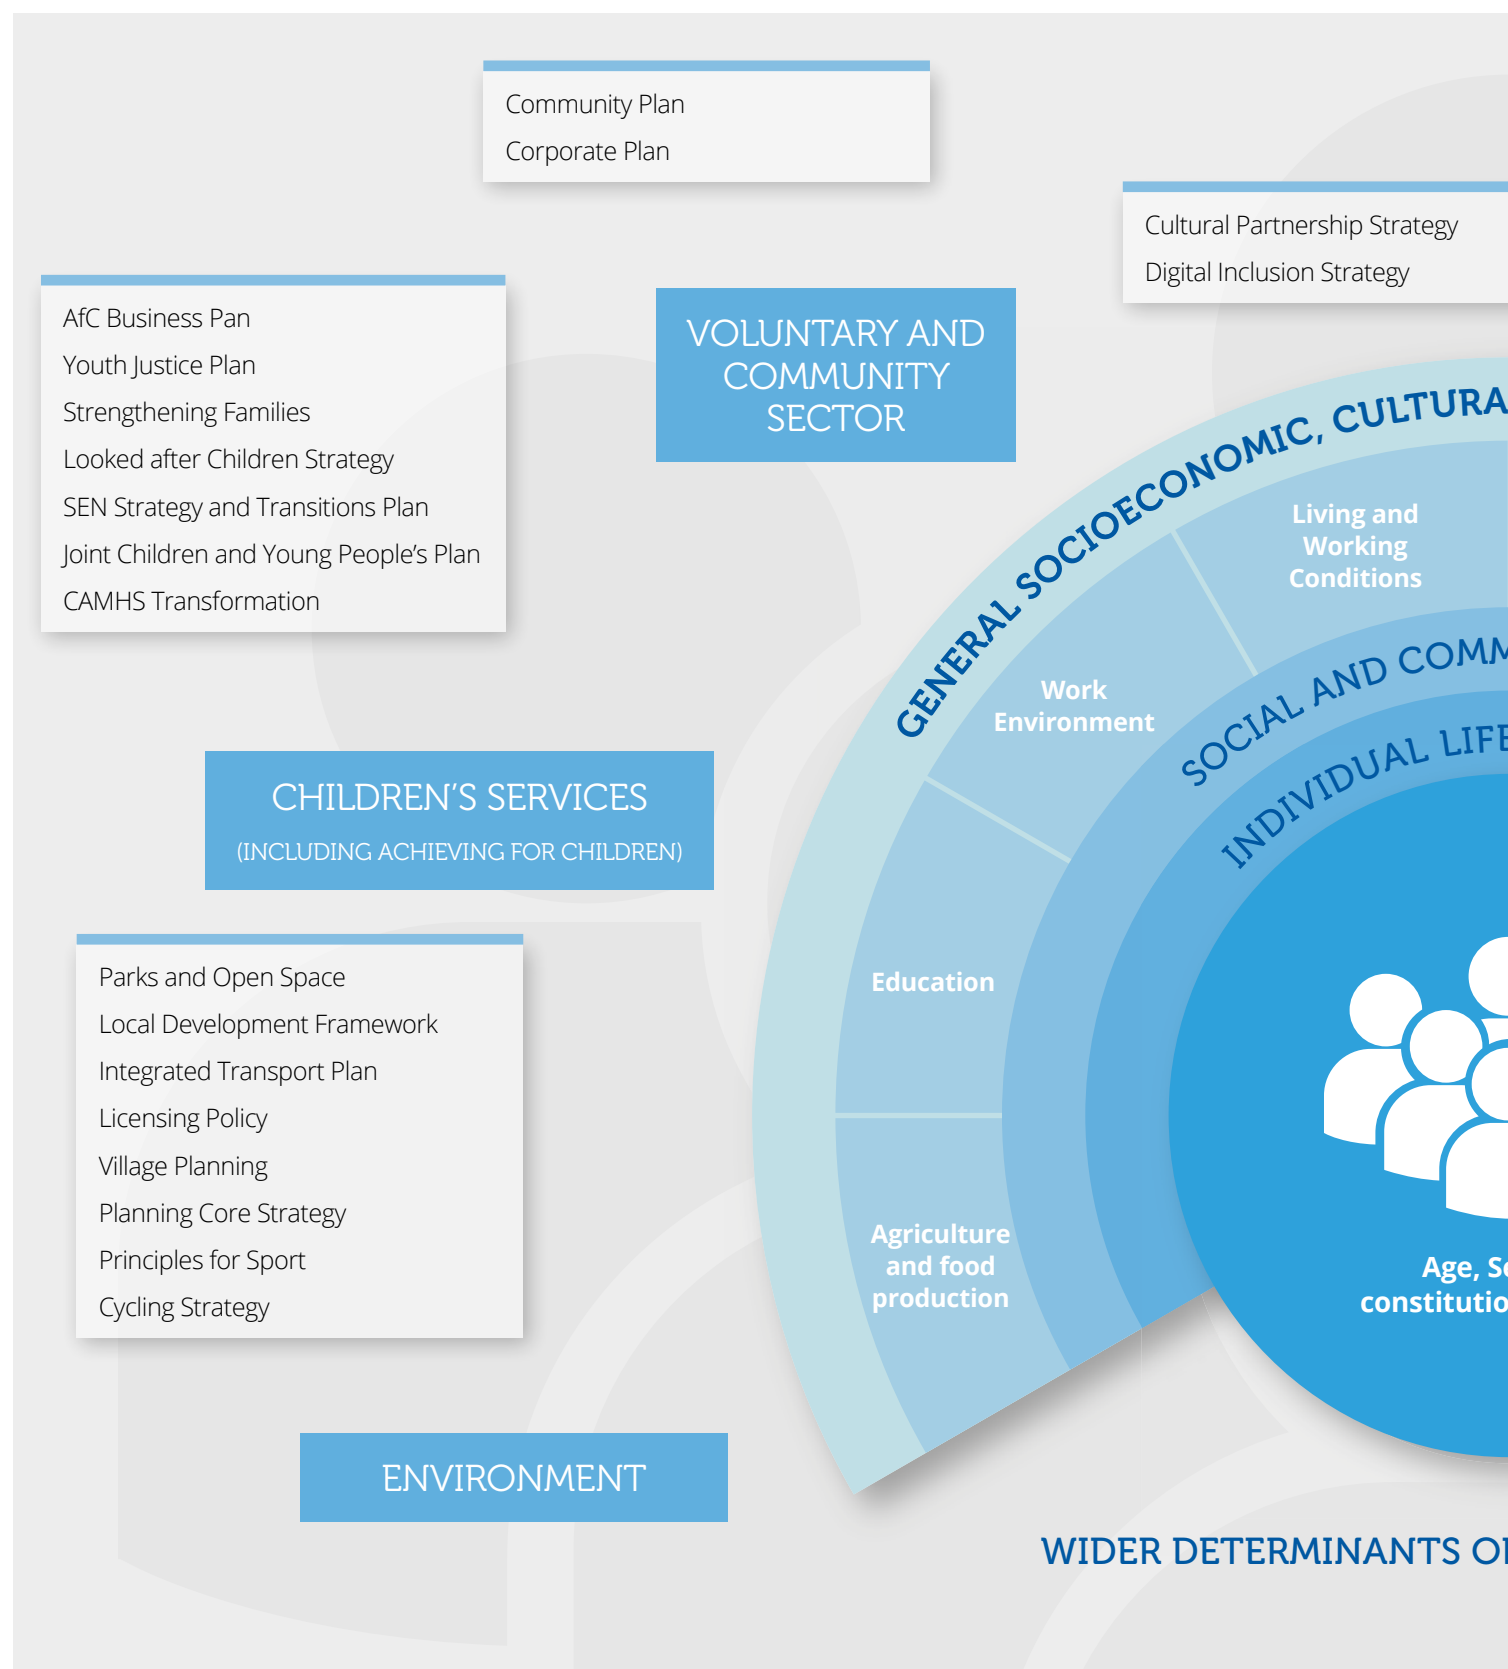 Community Plan
Corporate Plan
Cultural Partnership Strategy
Digital Inclusion Strategy
AfC Business Pan
Youth Justice Plan
Strengthening Families
Looked after Children Strategy
SEN Strategy and Transitions Plan
Joint Children and Young People's Plan
CAMHS Transformation
VOLUNTARY AND
COMMUNITY
SECTOR
GENERAL SOCIOECONOMIC, CULTURA
Living and
Working
Conditions
Work
Environment
SOCIAL AND COMM
INDIVIDUAL LIFE
CHILDREN'S SERVICES
(INCLUDING ACHIEVING FOR CHILDREN)
Education
Parks and Open Space
Local Development Framework
Integrated Transport Plan
Licensing Policy
Village Planning
Planning Core Strategy
Principles for Sport
Cycling Strategy
Agriculture
and food
production
Age, Se
constitutio
ENVIRONMENT
WIDER DETERMINANTS OF